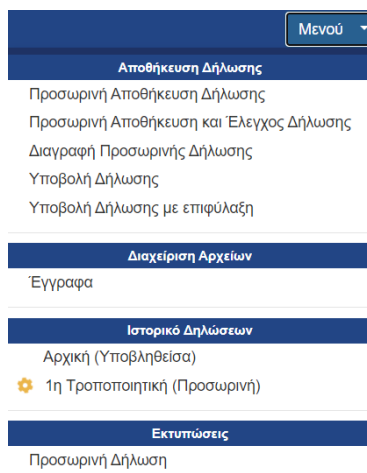 Μενού
Αποθήκευση Δήλωσης
Προσωρινή Αποθήκευση Δήλωσης
Προσωρινή Αποθήκευση και Έλεγχος Δήλωσης
Διαγραφή Προσωρινής Δήλωσης
Υποβολή Δήλωσης
Υποβολή Δήλωσης με επιφύλαξη
Διαχείριση Αρχείων
Έγγραφα
Ιστορικό Δηλώσεων
Αρχική (Υποβληθείσα)
1η Τροποποιητική (Προσωρινή)
Εκτυπώσεις
Προσωρινή Δήλωση